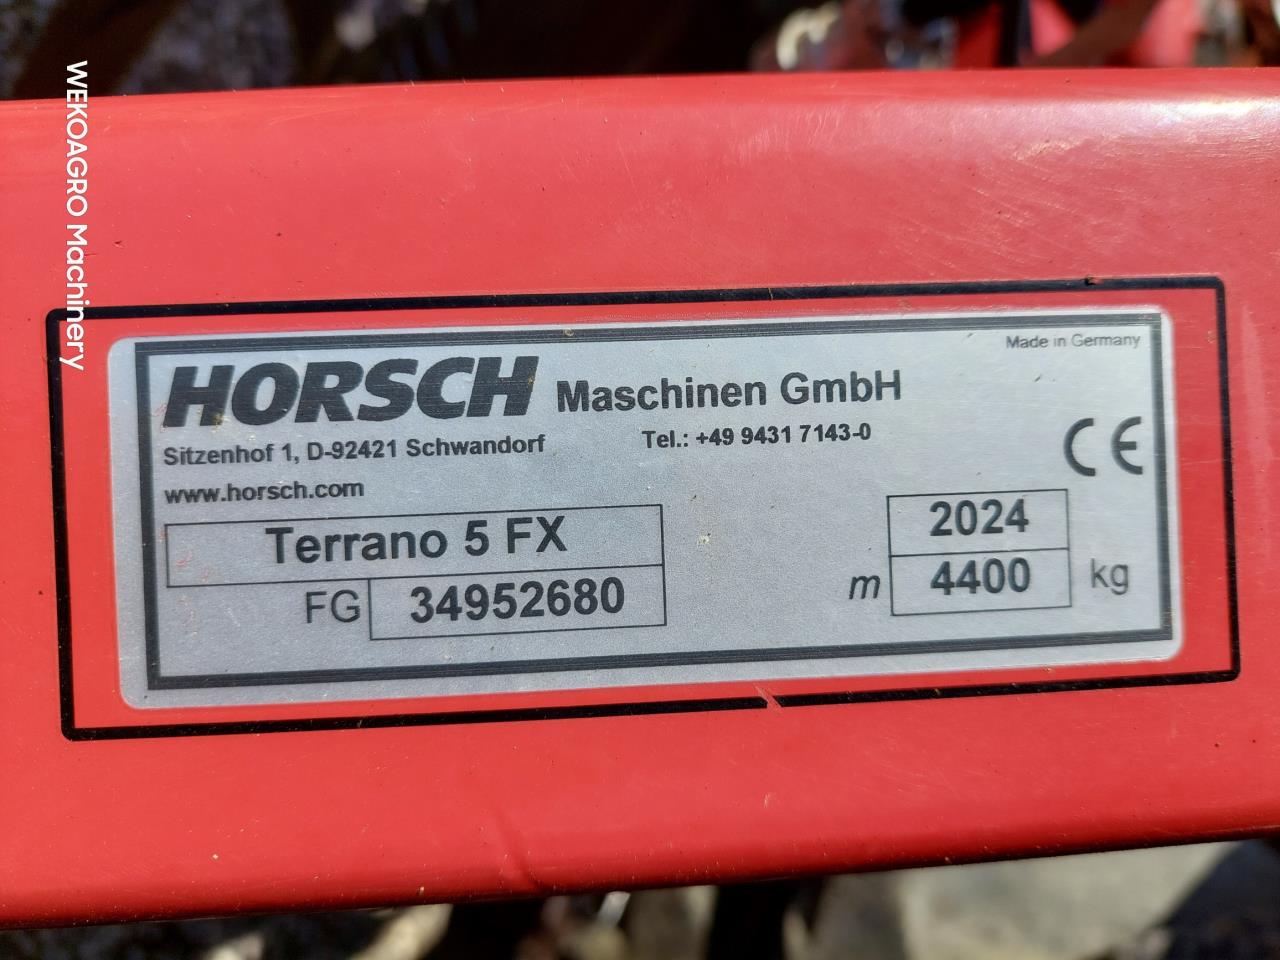 WEKOAGRO Machinery
Made in Germany
HORSCH Maschinen GmbH
Sitzenhof 1, D-92421 Schwandorf Tel.: +49 9431 7143-0
CE
www.horsch.com
Terrano 5 FX 2024
FG 34952680 m 4400 kg